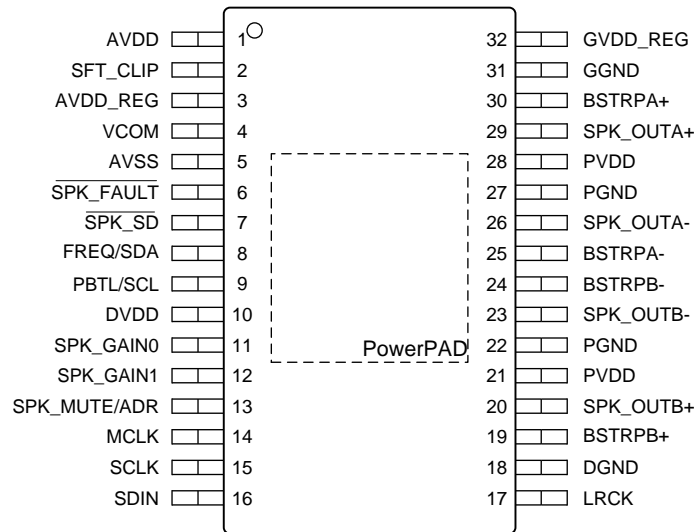 AVDD 1 32 GVDD_REG
SFT_CLIP 2 31 GGND
AVDD_REG 3 30 BSTRPA+
VCOM 4 29 SPK_OUTA+
AVSS 5 28 PVDD
SPK_FAULT 6 27 PGND
SPK_SD 7 26 SPK_OUTA-
FREQ/SDA 8 25 BSTRPA-
PBTL/SCL 9 24 BSTRPB-
DVDD 10 23 SPK_OUTB-
SPK_GAIN0 11 PowerPAD 22 PGND
SPK_GAIN1 12 21 PVDD
SPK_MUTE/ADR 13 20 SPK_OUTB+
MCLK 14 19 BSTRPB+
SCLK 15 18 DGND
SDIN 16 17 LRCK